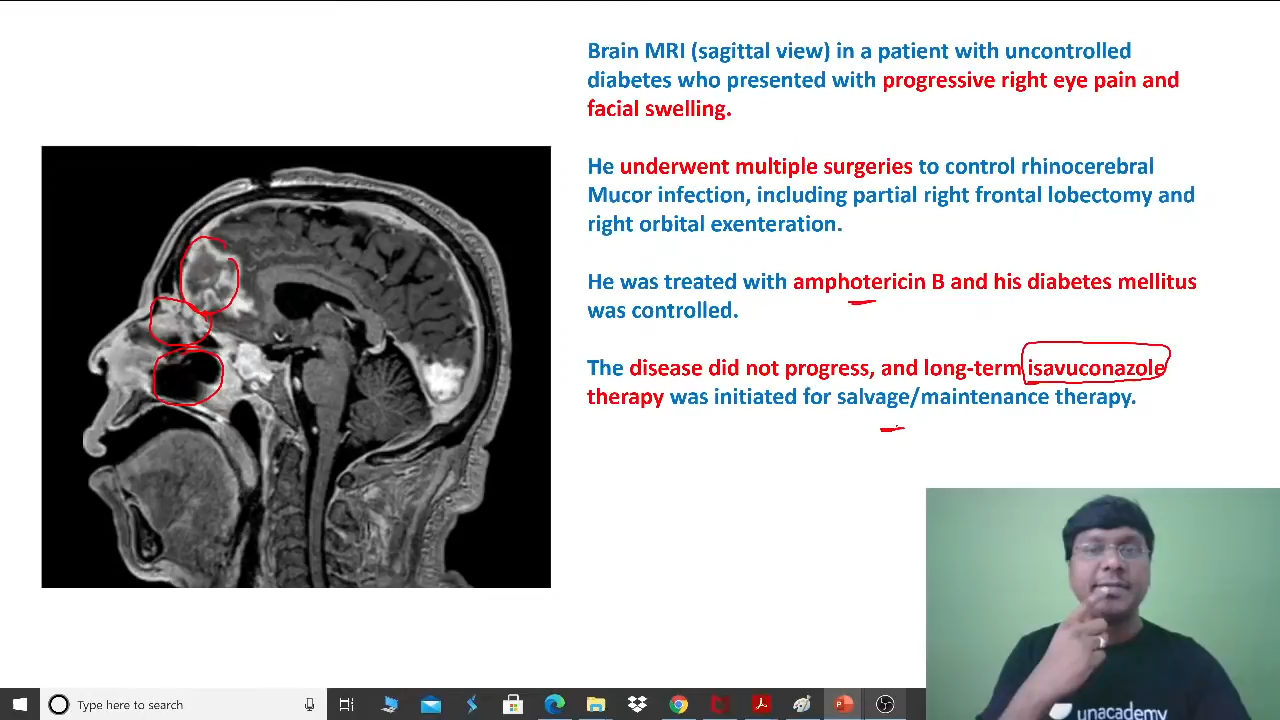 Brain MRI (sagittal view) in a patient with uncontrolled
diabetes who presented with progressive right eye pain and
facial swelling.
He underwent multiple surgeries to control rhinocerebral
Mucor infection, including partial right frontal lobectomy and
right orbital exenteration.
He was treated with amphotericin B and his diabetes mellitus
was controlled.
The disease did not progress, and long-term isavuconazole
therapy was initiated for salvage/maintenance therapy.
unacademy
Type here to search